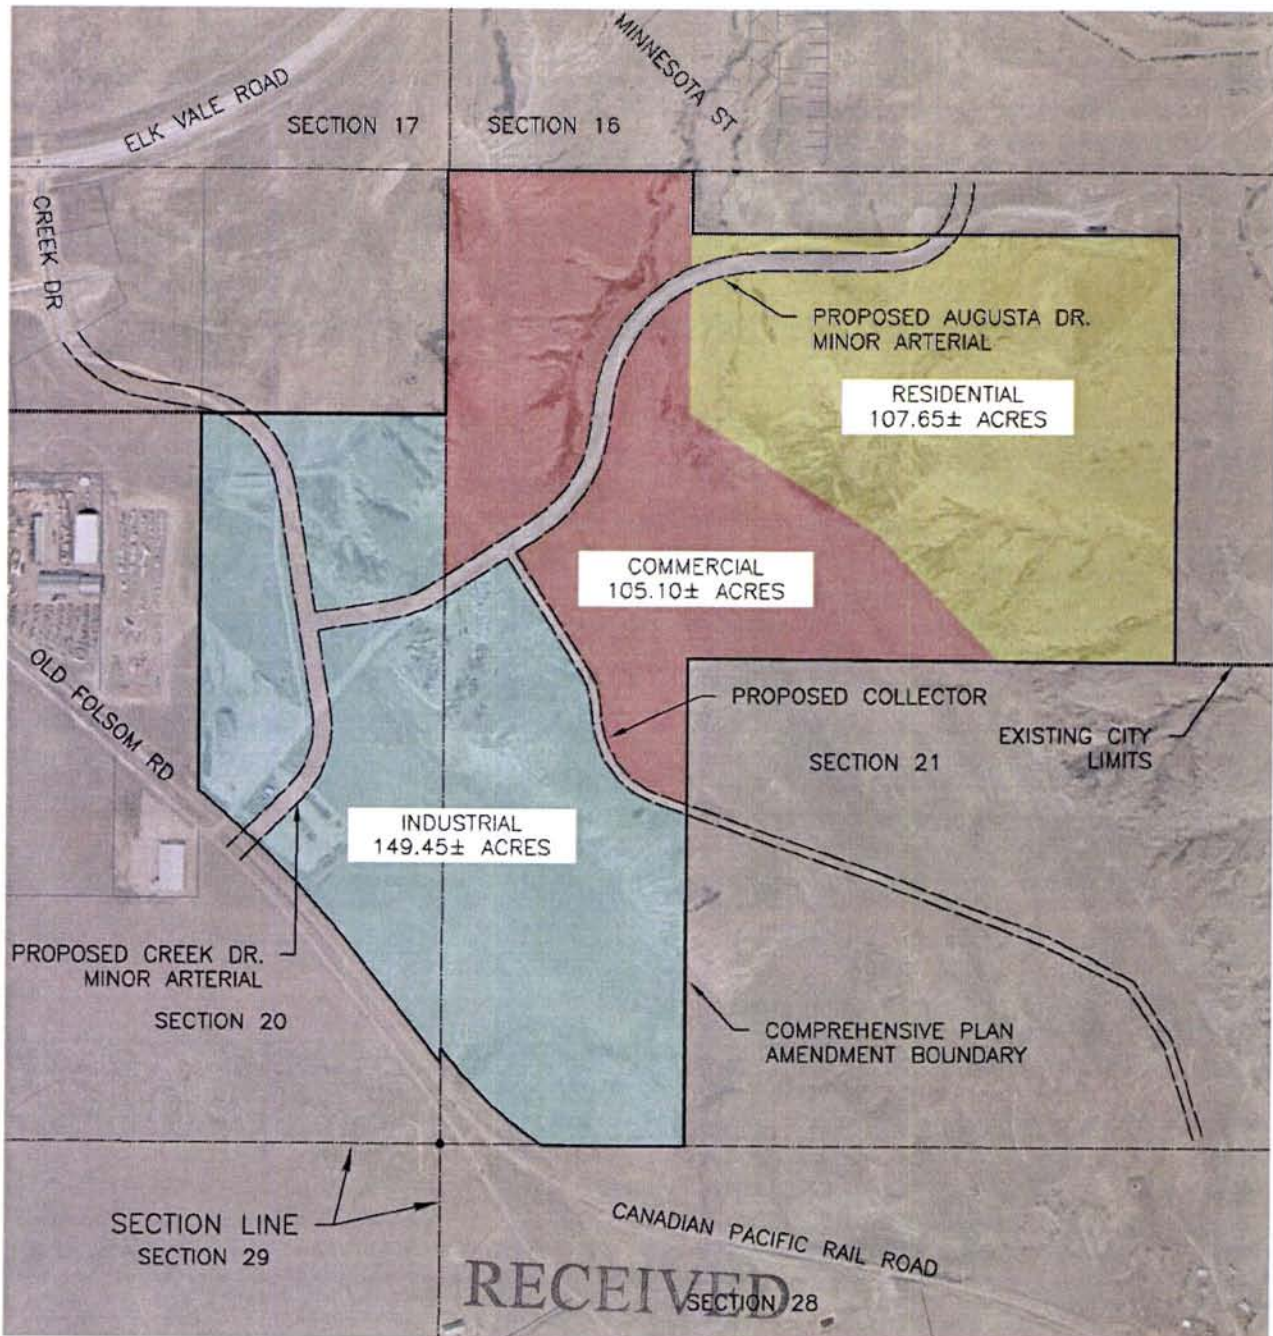 MINNESOTA ST
ELK VALE ROAD
SECTION 17
SECTION 16
CREEK DR
PROPOSED AUGUSTA DR.
MINOR ARTERIAL
RESIDENTIAL
107.65± ACRES
COMMERCIAL
105.10± ACRES
OLD FOLSOM RD
PROPOSED COLLECTOR
EXISTING CITY
LIMITS
SECTION 21
INDUSTRIAL
149.45± ACRES
PROPOSED CREEK DR.
MINOR ARTERIAL
SECTION 20
COMPREHENSIVE PLAN
AMENDMENT BOUNDARY
SECTION LINE
SECTION 29
CANADIAN PACIFIC RAIL ROAD
RECEIVED
SECTION 28